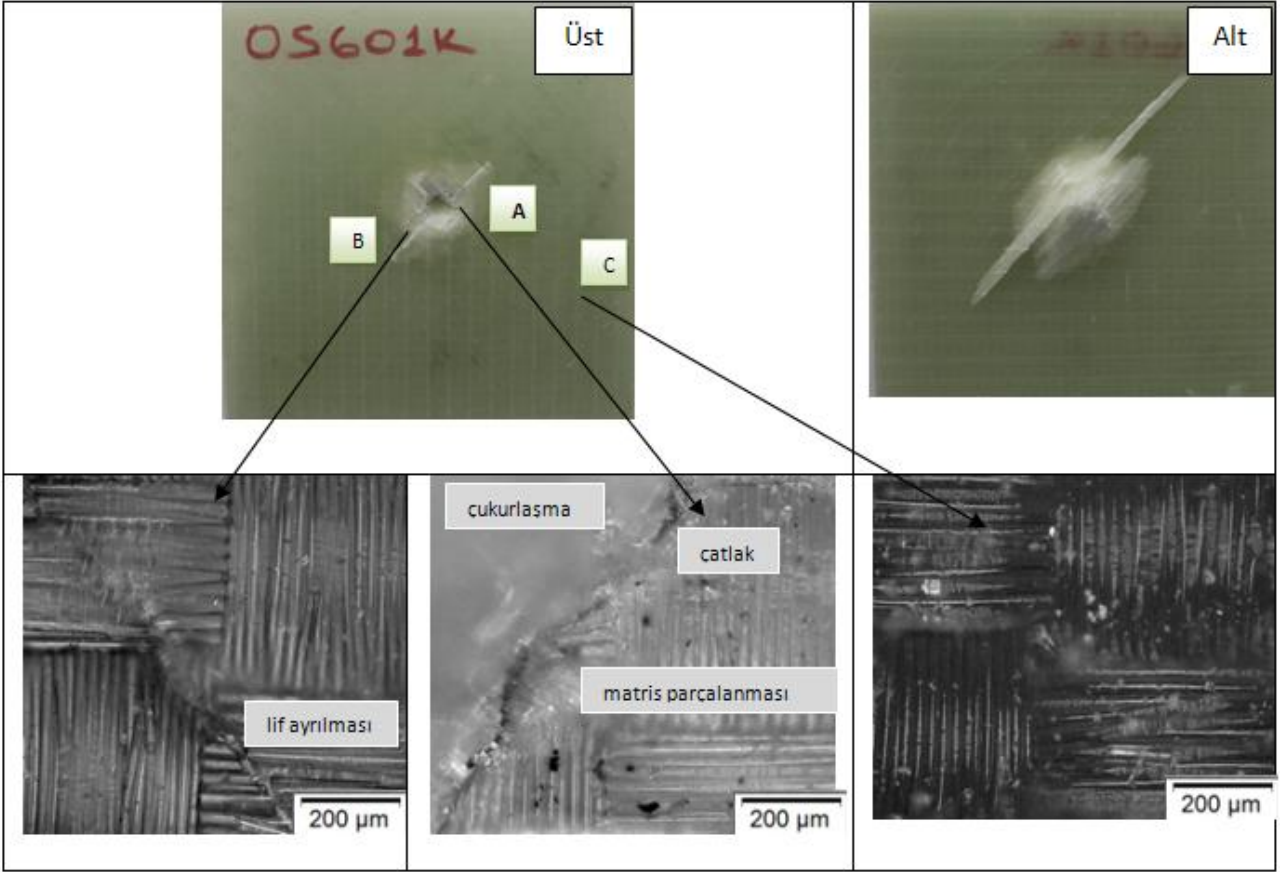 OS601K
Üst
A
B
C
Alt
çukurlaşma
çatlak
matris parçalanması
lif ayrılması
200 µm
200 µm
200 µm